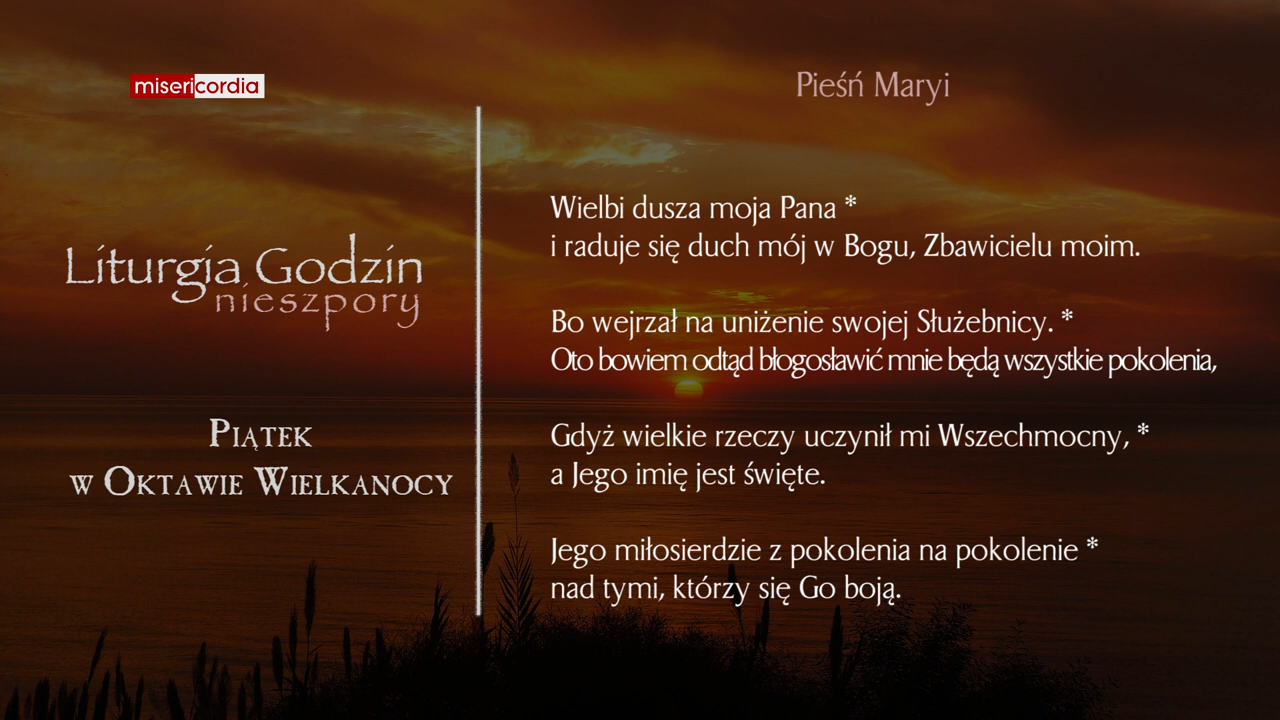 misericordia
Pieśń Maryi
Liturgia Godzin
nieszpory
Piątek
w Oktawie Wielkanocy
Wielbi dusza moja Pana *
i raduje się duch mój w Bogu, Zbawicielu moim.
Bo wejrzał na uniżenie swojej Służebnicy. *
Oto bowiem odtąd błogosławić mnie będą wszystkie pokolenia,
Gdyż wielkie rzeczy uczynił mi Wszechmocny, *
a Jego imię jest święte.
Jego miłosierdzie z pokolenia na pokolenie *
nad tymi, którzy się Go boją.